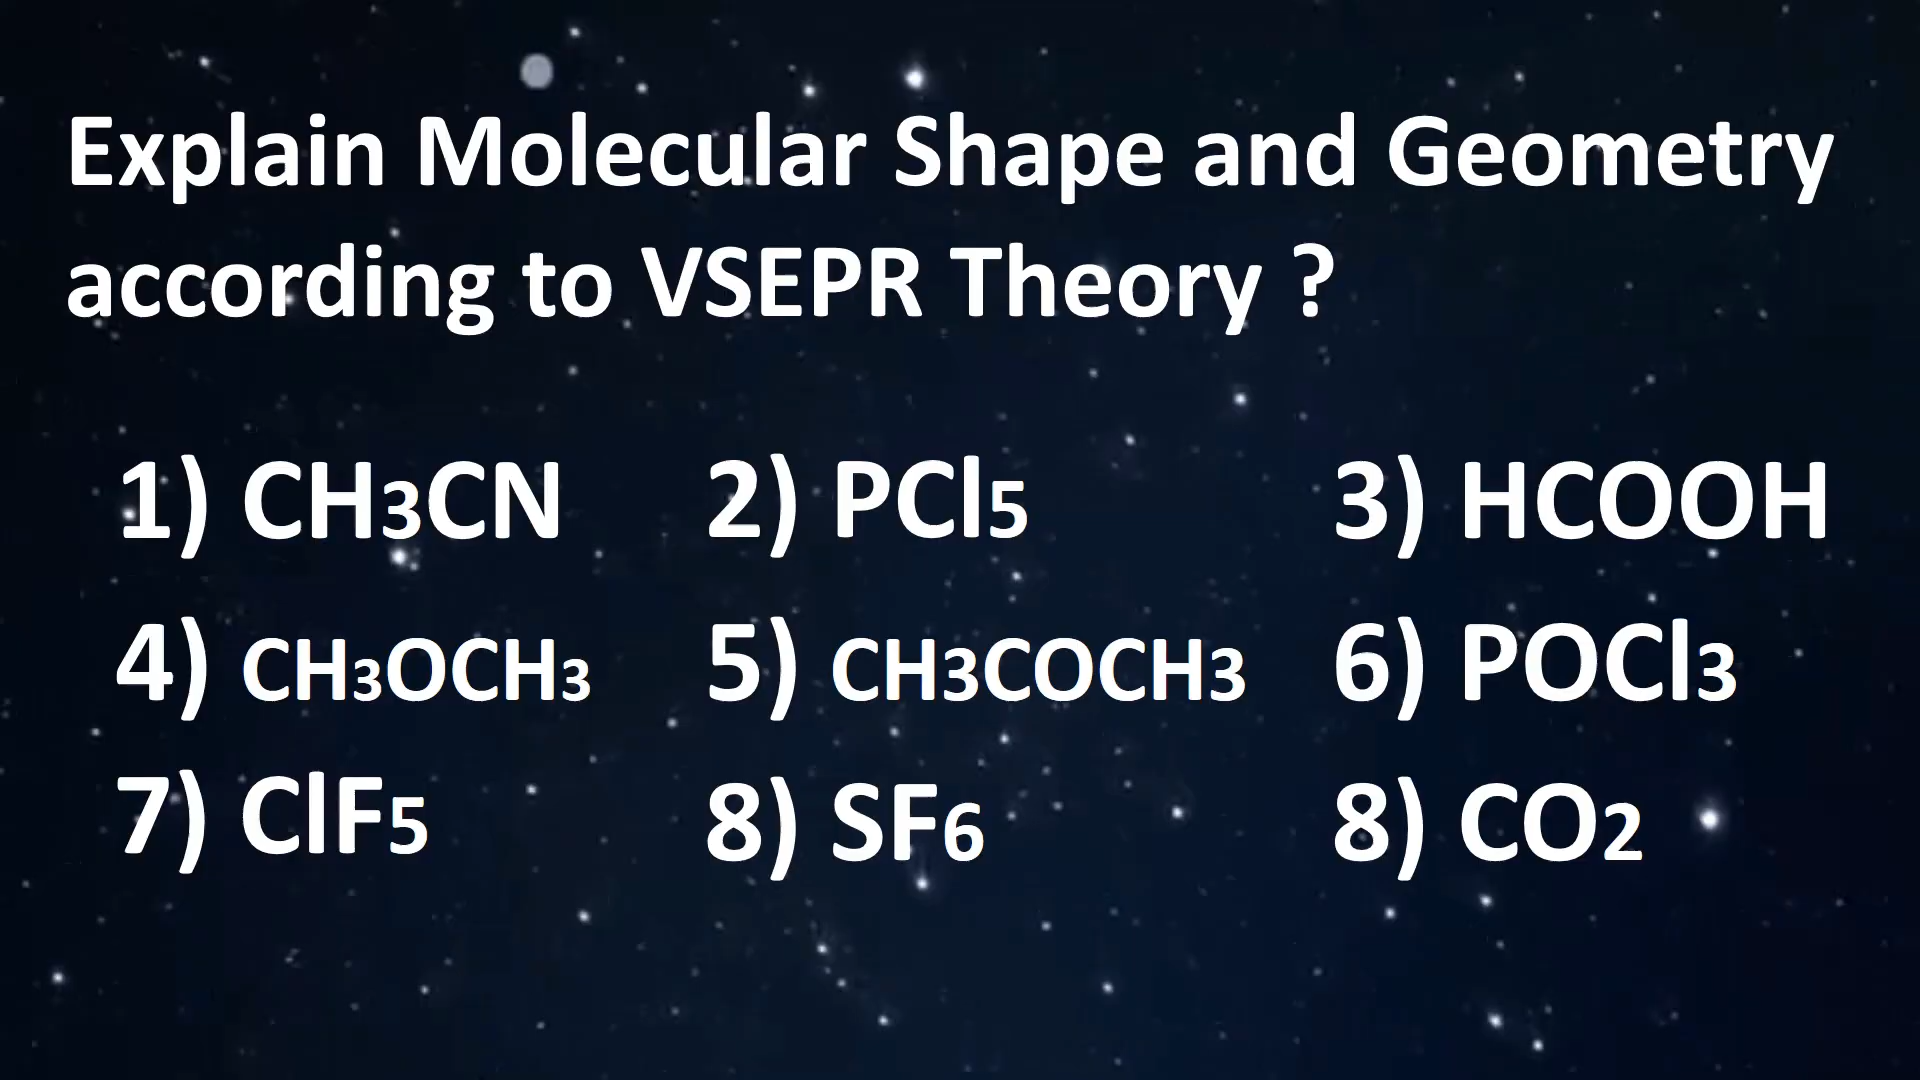 Explain Molecular Shape and Geometry
according to VSEPR Theory ?
1) CH3CN 2) PCl5 3) HCOOH
4) CH3OCH3 5) CH3COCH3 6) POCl3
7) ClF5 8) SF6 8) CO2